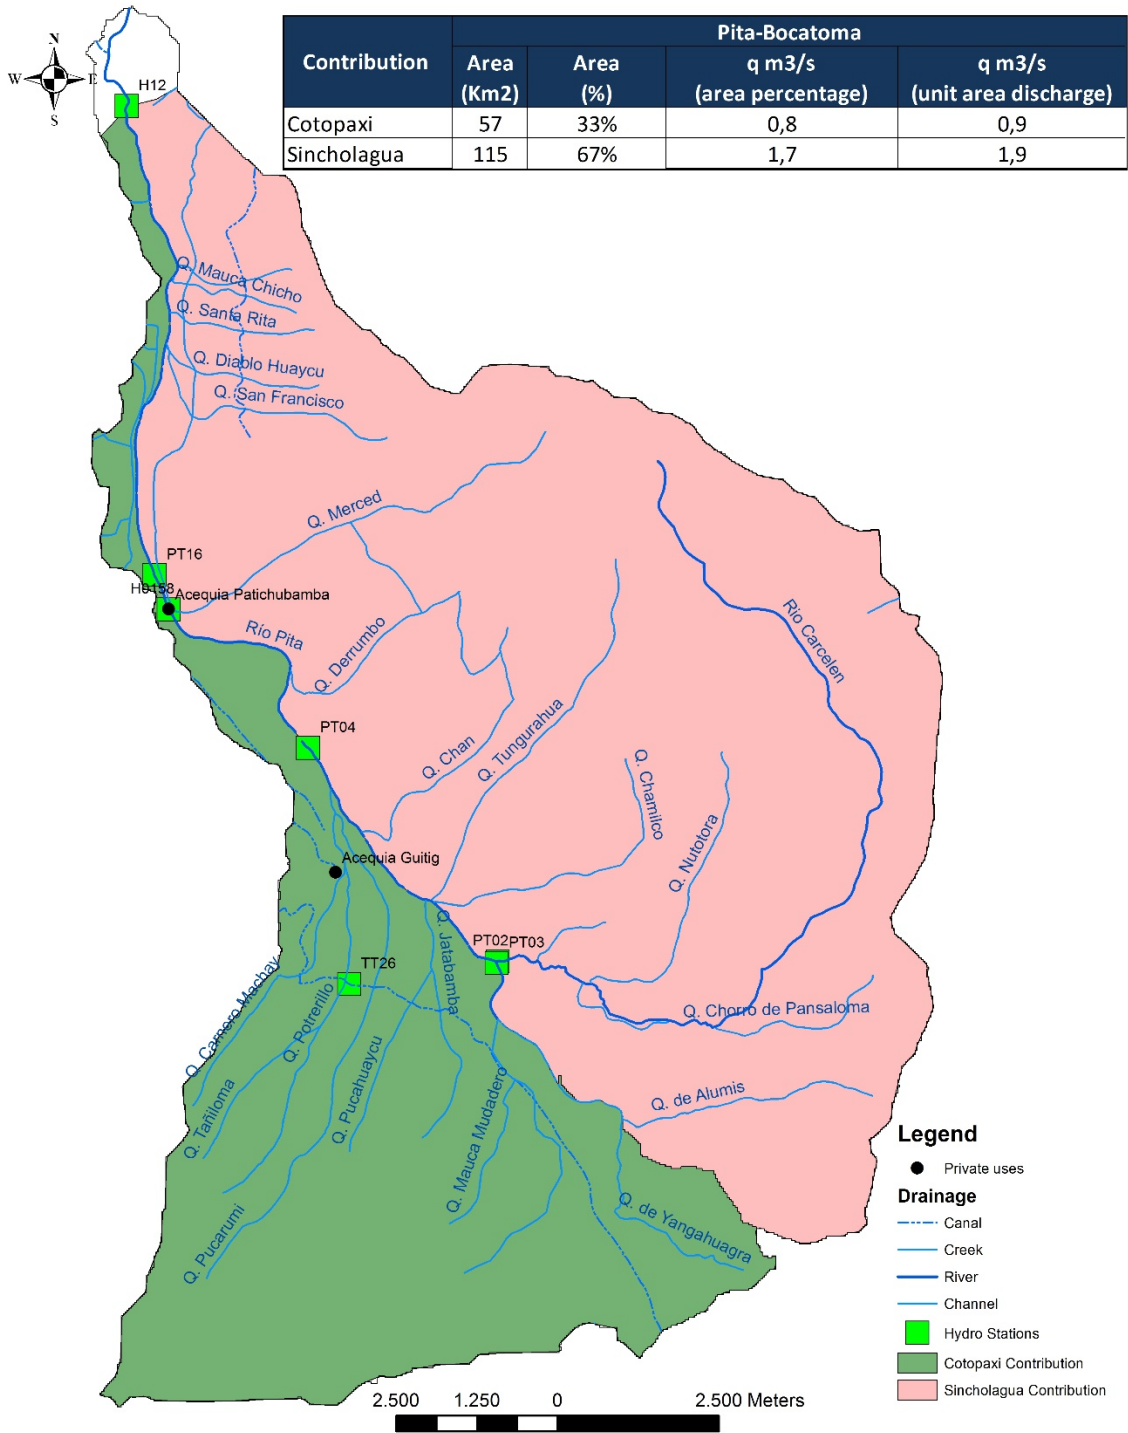 N
W E
S
Contribution
Pita-Bocatoma
Area (Km2)
Area (%)
q m3/s (area percentage)
q m3/s (unit area discharge)
Cotopaxi 57 33% 0,8 0,9
Sincholagua 115 67% 1,7 1,9
H12
Q. Mauca Chicho
Q. Santa Rita
Q. Diablo Huaycu
Q. San Francisco
Q. Merced
PT16
H0158
Acequia Patichubamba
Río Pita
Q. Derrumbo
Rio Carcelen
PT04
Q. Chan
Q. Tungurahua
Q. Chamilco
Q. Nutotora
Acequia Guitig
Q. Jatabamba
PT02 PT03
TT26
Q. Carnero Machay
Q. Potrerillo
Q. Chorro de Pansaloma
Q. Tañiloma
Q. Pucahuaycu
Q. Mauca Mudadero
Q. de Alumis
Q. Pucarumi
Q. de Yangahuagra
Legend
Private uses
Drainage
Canal
Creek
River
Channel
Hydro Stations
Cotopaxi Contribution
Sincholagua Contribution
2.500 1.250 0 2.500 Meters